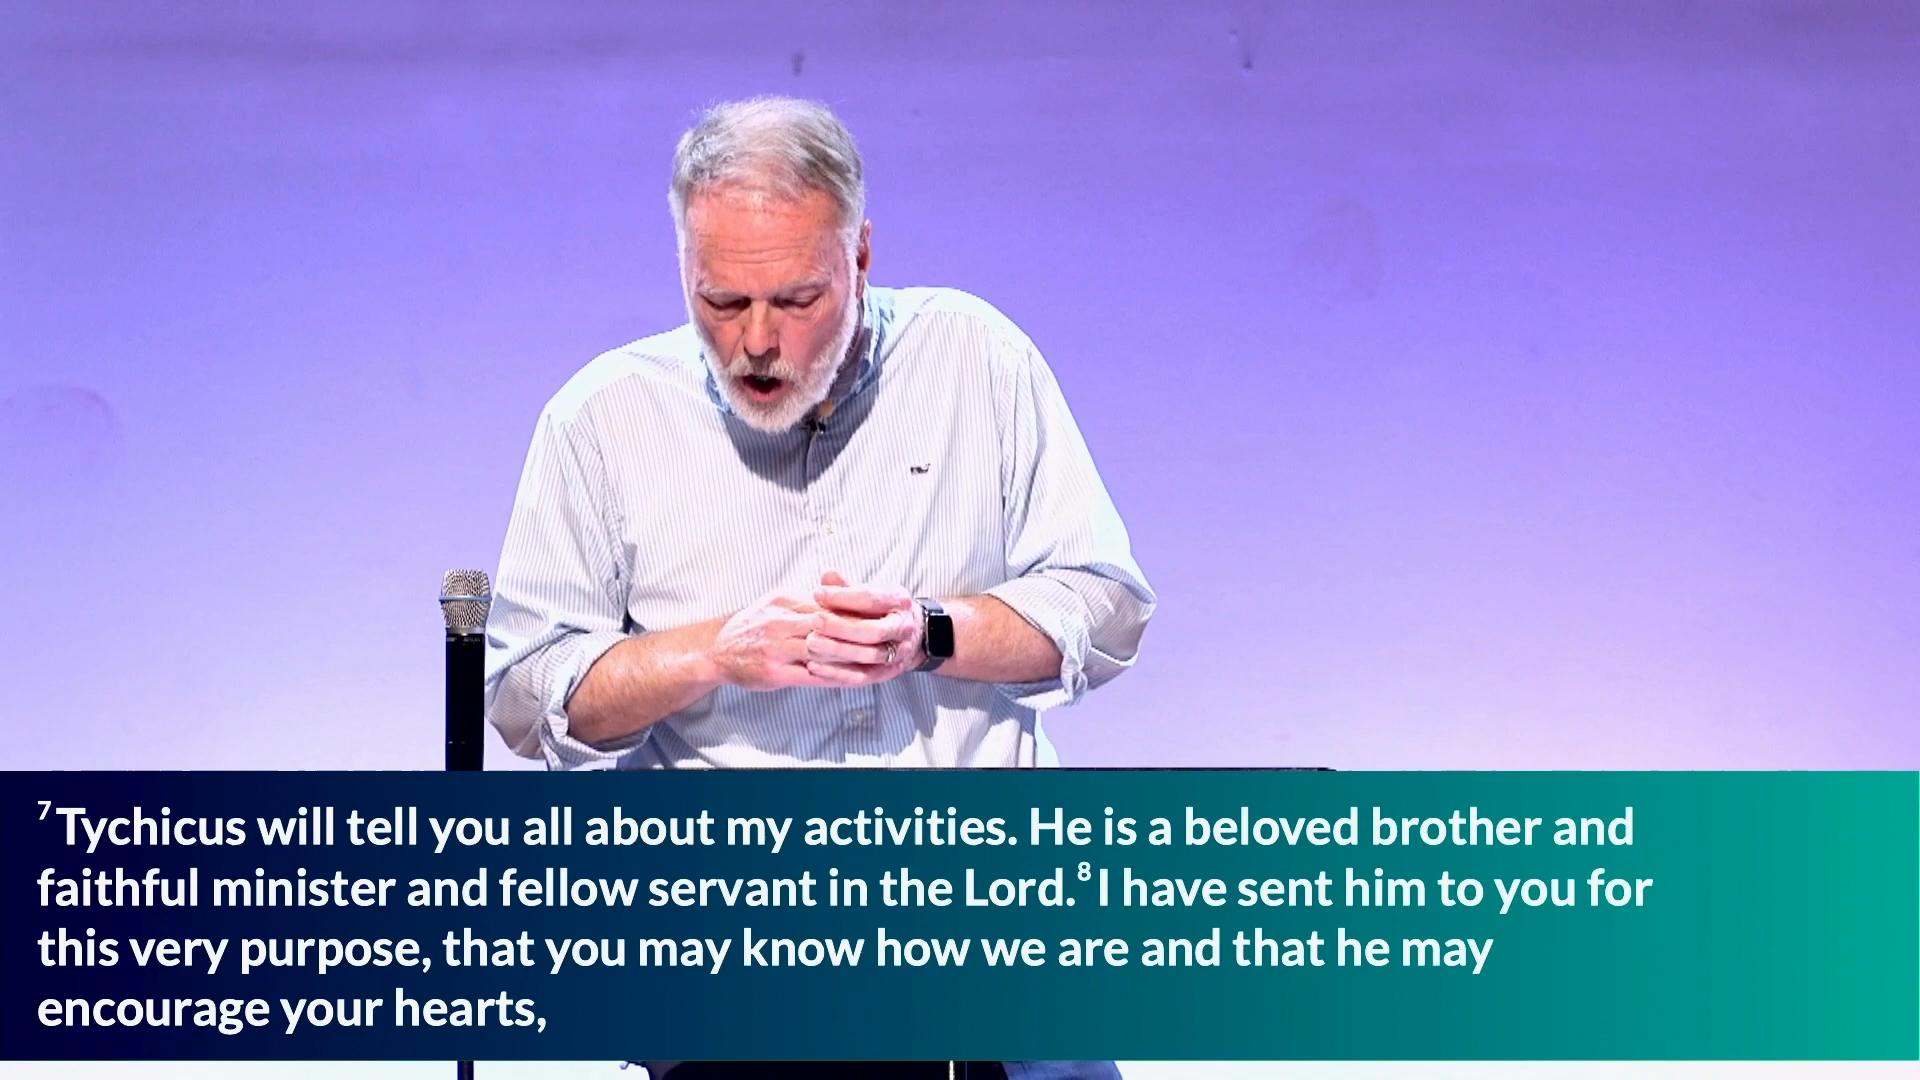 ⁷Tychicus will tell you all about my activities. He is a beloved brother and
faithful minister and fellow servant in the Lord.⁸I have sent him to you for
this very purpose, that you may know how we are and that he may
encourage your hearts,